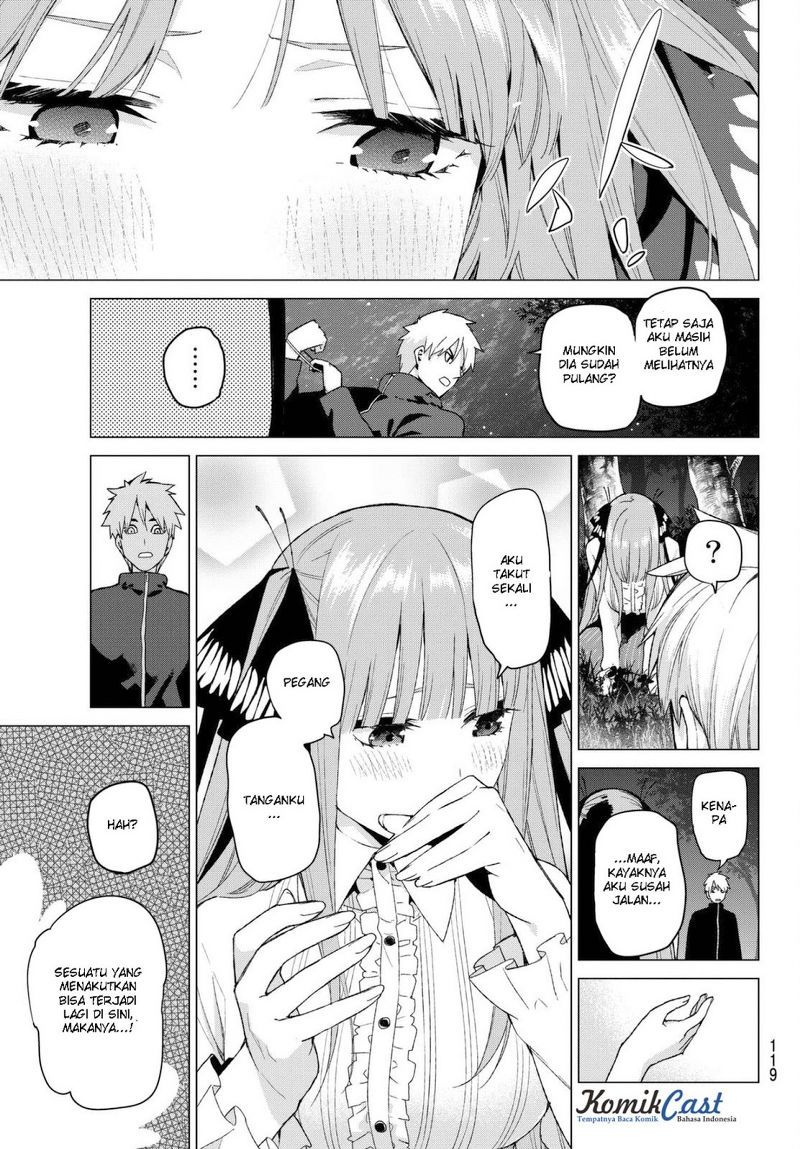 TETAP SAJA
AKU MASIH
BELUM
MELIHATNYA
MUNGKIN
DIA SUDAH
PULANG?
......
?
KENA-
PA
...MAAF,
KAYAKNYA
AKU SUSAH
JALAN...
AKU
TAKUT
SEKALI
...
PEGANG
TANGANKU
...
HAH?
SESUATU YANG
MENAKUTKAN
BISA TERJADI
LAGI DI SINI,
MAKANYA...!
119
KomikCast
Tempatnya Baca Komik Bahasa Indonesia